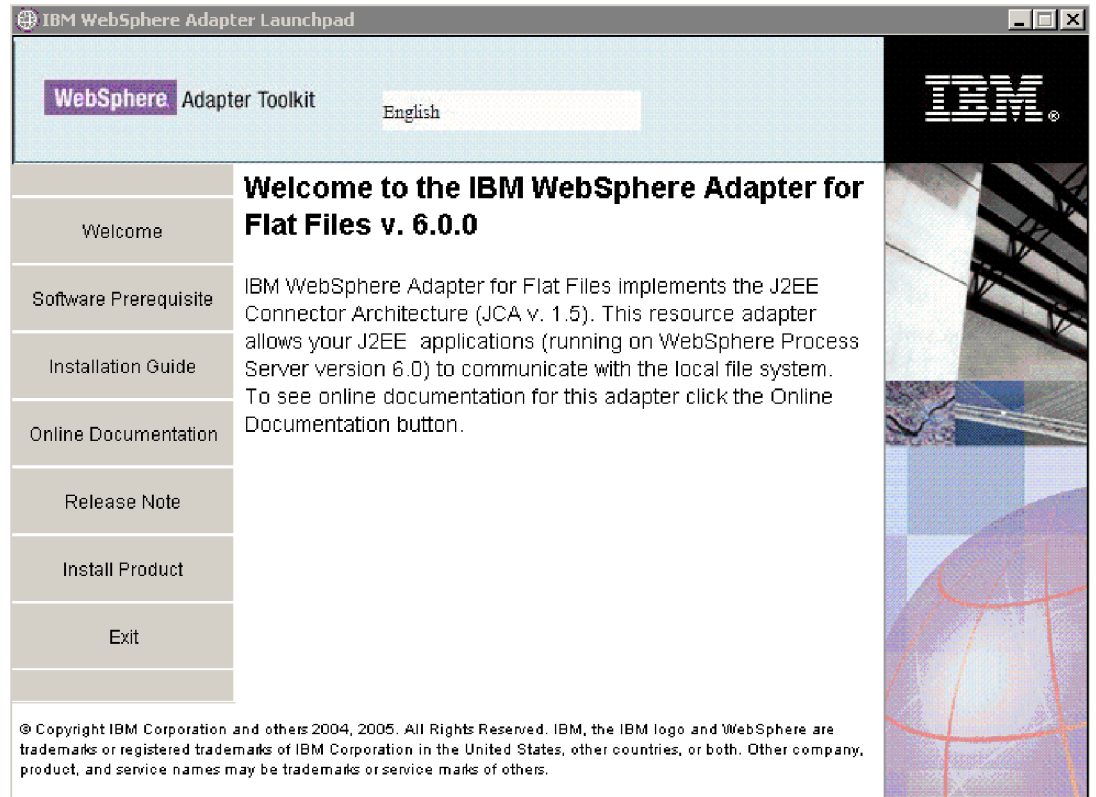 IBM WebSphere Adapter Launchpad
WebSphere. Adapter Toolkit
English
IBM®
Welcome
Software Prerequisite
Installation Guide
Online Documentation
Release Note
Install Product
Exit
Welcome to the IBM WebSphere Adapter for
Flat Files v. 6.0.0
IBM WebSphere Adapter for Flat Files implements the J2EE
Connector Architecture (JCA v. 1.5). This resource adapter
allows your J2EE applications (running on WebSphere Process
Server version 6.0) to communicate with the local file system.
To see online documentation for this adapter click the Online
Documentation button.
© Copyright IBM Corporation and others 2004, 2005. All Rights Reserved. IBM, the IBM logo and WebSphere are
trademarks or registered trademarks of IBM Corporation in the United States, other countries, or both. Other company,
product, and service names may be trademarks or service marks of others.